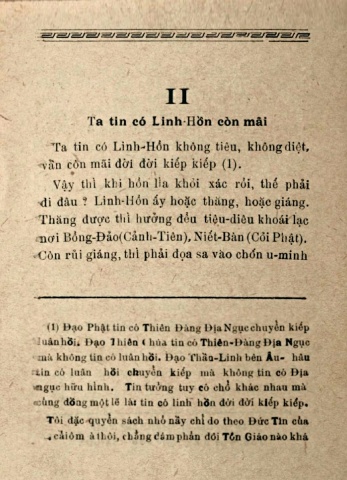 II
Ta tin có Linh-Hồn còn mãi
Ta tin có Linh-Hồn không tiêu, không diệt,
vẫn còn mãi đời đời kiếp kiếp (1).
Vậy thì khi hồn lìa khỏi xác rồi, thế phải
đi đâu ? Linh-Hồn ấy hoặc thăng, hoặc giáng.
Thăng được thì hưởng đều tiệu-diêu khoái lạc
nơi Bồng-Đảo(Cảnh-Tiên), Niết-Bàn (Cõi Phật).
Còn rủi giáng, thì phải đọa sa vào chốn u-minh
(1) Đạo Phật tin có Thiên Đàng Địa Ngục chuyển kiếp
luân hồi. Đạo Thiên Chúa tin có Thiên-Đàng Địa Ngục
mà không tin có luân hồi. Đạo Thần-Linh bên Âu- hâu
tin có luân hồi chuyển kiếp mà không tin có Địa
ngục hữu hình. Tin tưởng tuy có chổ khác nhau mà
cũng đồng một lẽ là: tin có linh hồn đời đời kiếp kiếp.
Tôi đặc quyển sách nhỏ nầy chỉ do theo Đức Tin của
thôi, chẳng dám phản đối Tôn Giáo nào khá